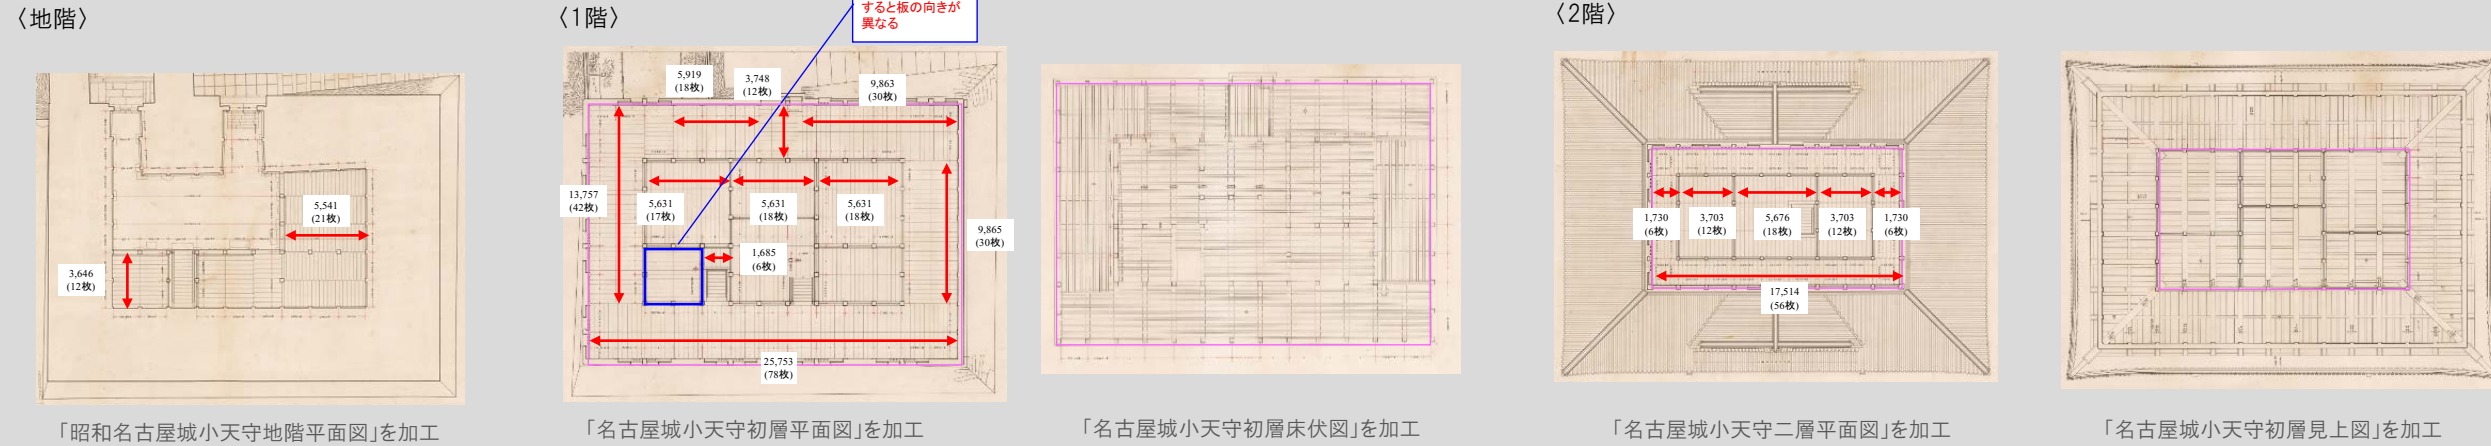 〈地階〉
5,541
(21枚)
3,646
(12枚)
「昭和名古屋城小天守地階平面図」を加工
〈1階〉
すると板の向きが
異なる
5,919
(18枚)
3,748
(12枚)
9,863
(30枚)
13,757
(42枚)
5,631
(17枚)
5,631
(18枚)
5,631
(18枚)
9,865
(30枚)
1,685
(6枚)
25,753
(78枚)
「名古屋城小天守初層平面図」を加工
「名古屋城小天守初層床伏図」を加工
〈2階〉
1,730
(6枚)
3,703
(12枚)
5,676
(18枚)
3,703
(12枚)
1,730
(6枚)
17,514
(56枚)
「名古屋城小天守二層平面図」を加工
「名古屋城小天守初層見上図」を加工